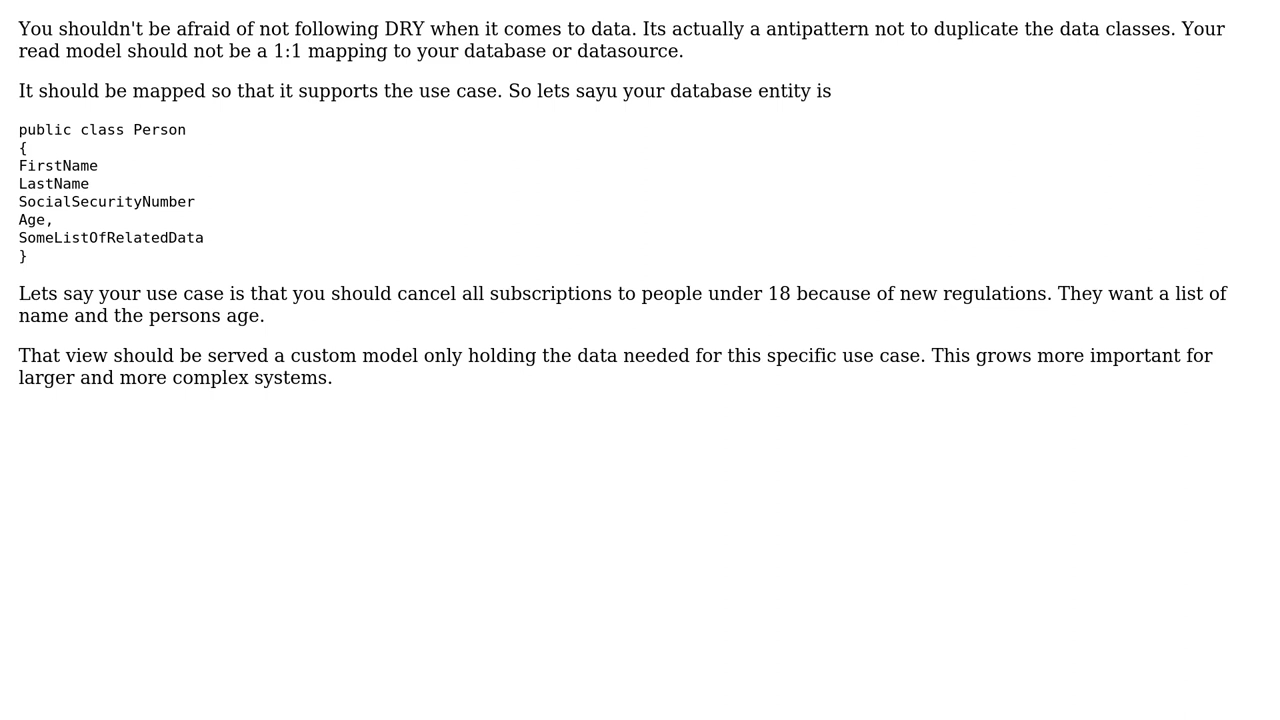 You shouldn't be afraid of not following DRY when it comes to data. Its actually a antipattern not to duplicate the data classes. Your
read model should not be a 1:1 mapping to your database or datasource.
It should be mapped so that it supports the use case. So lets sayu your database entity is
public class Person
{
FirstName
LastName
SocialSecurityNumber
Age,
SomeListOfRelatedData
}
Lets say your use case is that you should cancel all subscriptions to people under 18 because of new regulations. They want a list of
name and the persons age.
That view should be served a custom model only holding the data needed for this specific use case. This grows more important for
larger and more complex systems.